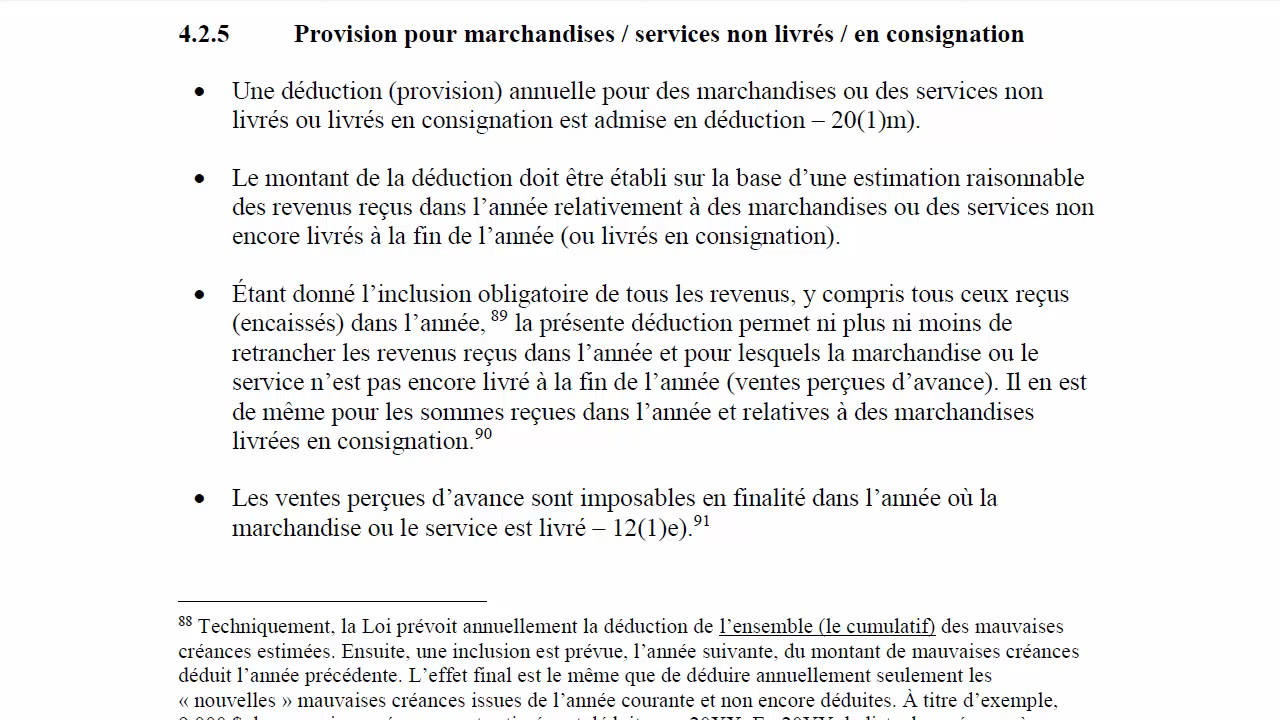 4.2.5 Provision pour marchandises / services non livrés / en consignation
• Une déduction (provision) annuelle pour des marchandises ou des services non
livrés ou livrés en consignation est admise en déduction – 20(1)m).
• Le montant de la déduction doit être établi sur la base d’une estimation raisonnable
des revenus reçus dans l’année relativement à des marchandises ou des services non
encore livrés à la fin de l’année (ou livrés en consignation).
• Étant donné l’inclusion obligatoire de tous les revenus, y compris tous ceux reçus
(encaissés) dans l’année, 89 la présente déduction permet ni plus ni moins de
retrancher les revenus reçus dans l’année et pour lesquels la marchandise ou le
service n’est pas encore livré à la fin de l’année (ventes perçues d’avance). Il en est
de même pour les sommes reçues dans l’année et relatives à des marchandises
livrées en consignation.90
• Les ventes perçues d’avance sont imposables en finalité dans l’année où la
marchandise ou le service est livré – 12(1)e).91
88 Techniquement, la Loi prévoit annuellement la déduction de l’ensemble (le cumulatif) des mauvaises
créances estimées. Ensuite, une inclusion est prévue, l’année suivante, du montant de mauvaises créances
déduit l’année précédente. L’effet final est le même que de déduire annuellement seulement les
« nouvelles » mauvaises créances issues de l’année courante et non encore déduites. À titre d’exemple,